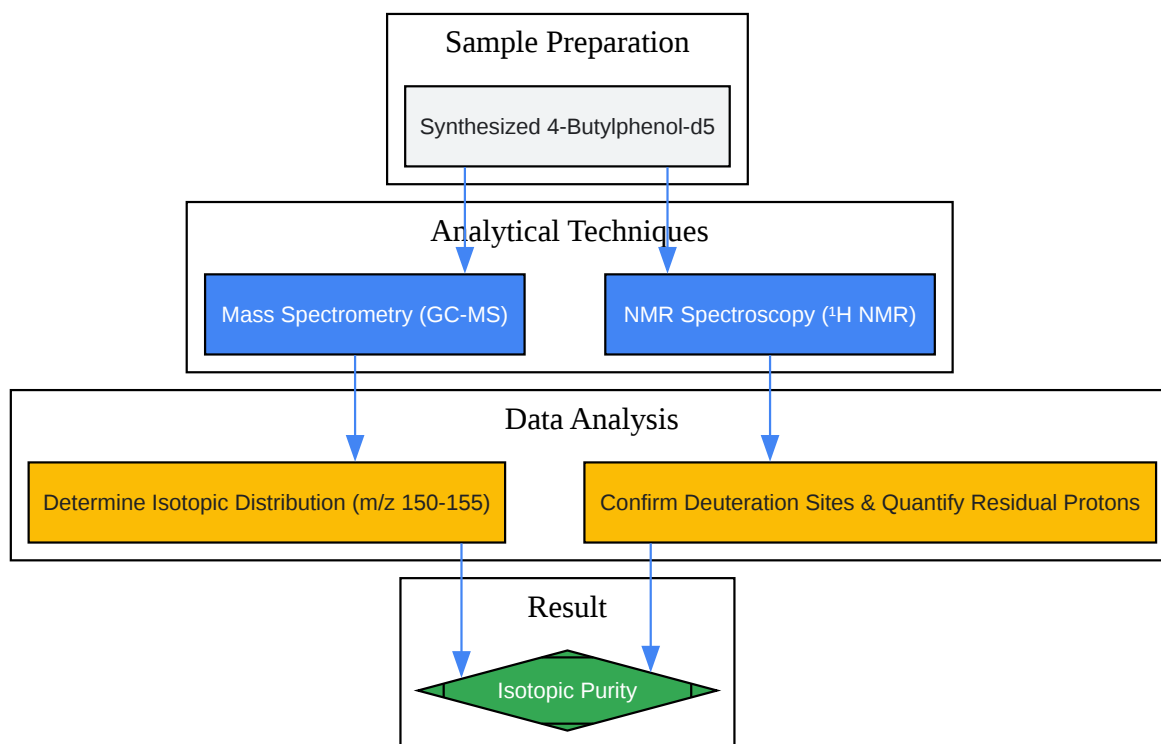 Sample Preparation
Synthesized 4-Butylphenol-d5
Analytical Techniques
Mass Spectrometry (GC-MS)
NMR Spectroscopy (¹H NMR)
Data Analysis
Determine Isotopic Distribution (m/z 150-155)
Confirm Deuteration Sites & Quantify Residual Protons
Result
Isotopic Purity